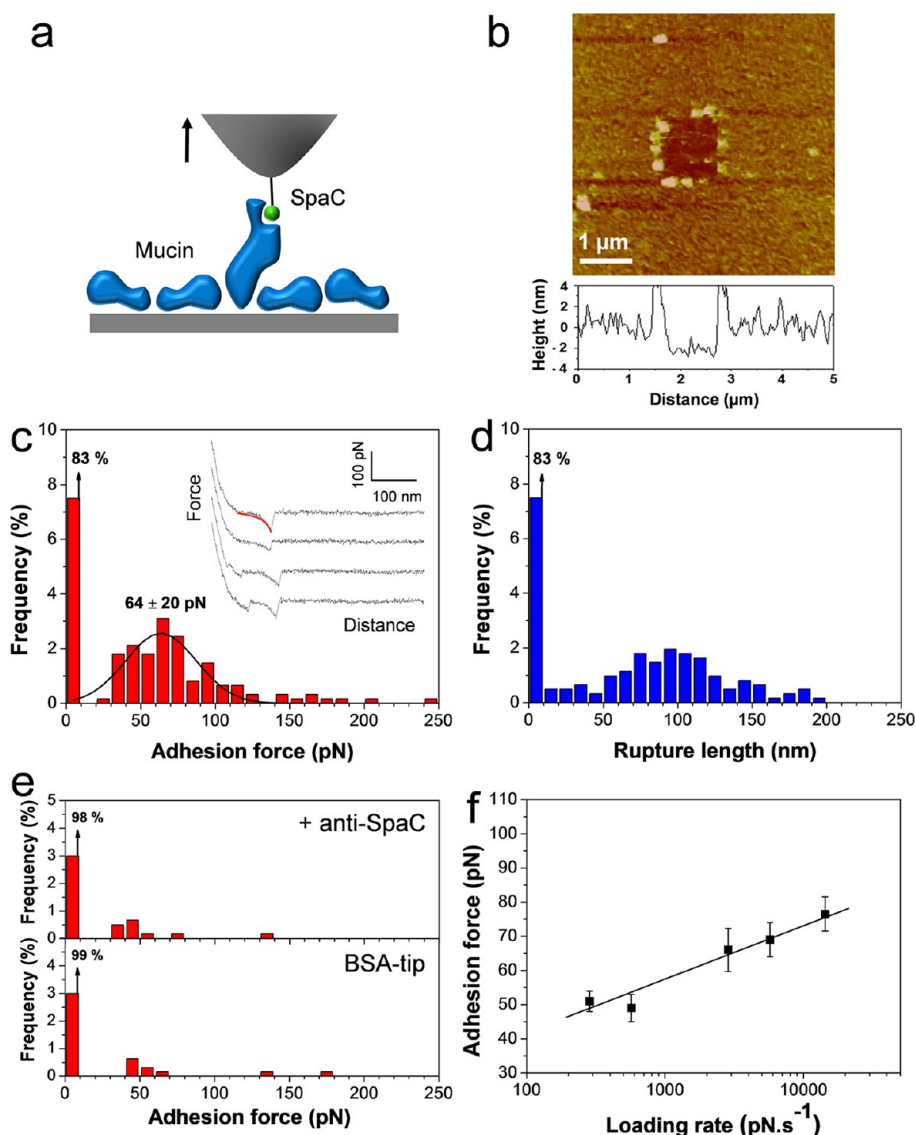 a
SpaC
Mucin
b
1 µm
Height (nm)
4
2
0
- 2
- 4
0 1 2 3 4 5
Distance (µm)
c
Frequency (%)
10
8
6
4
2
0
83 %
64 ± 20 pN
Force
Distance
100 pN
100 nm
0 50 100 150 200 250
Adhesion force (pN)
d
Frequency (%)
10
8
6
4
2
0
83 %
0 50 100 150 200 250
Rupture length (nm)
e
Frequency (%)
5
4
3
2
1
0
98 %
+ anti-SpaC
Frequency (%)
4
3
2
1
0
99 %
BSA-tip
0 50 100 150 200 250
Adhesion force (pN)
f
Adhesion force (pN)
110
100
90
80
70
60
50
40
30
100 1000 10000
Loading rate (pN.s⁻¹)